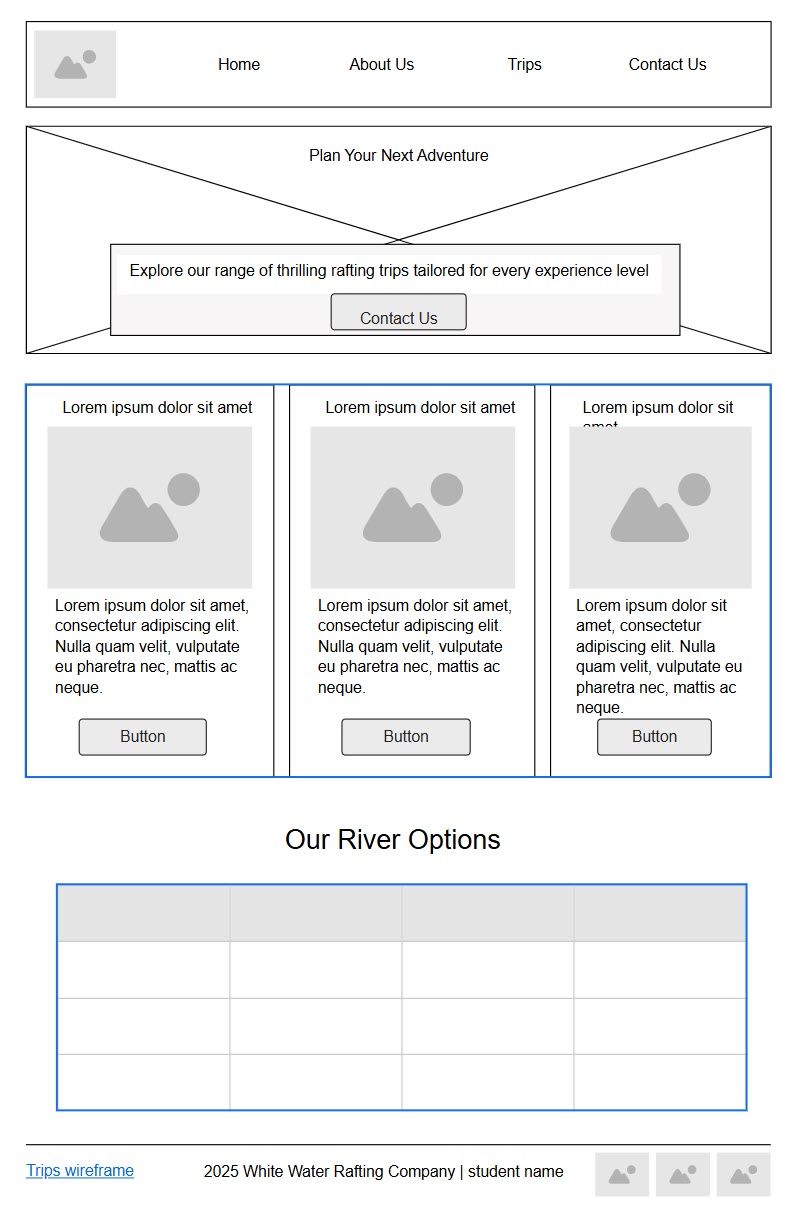 Home About Us Trips Contact Us
Plan Your Next Adventure
Explore our range of thrilling rafting trips tailored for every experience level
Contact Us
Lorem ipsum dolor sit amet
Lorem ipsum dolor sit amet,
consectetur adipiscing elit.
Nulla quam velit, vulputate
eu pharetra nec, mattis ac
neque.
Button
Lorem ipsum dolor sit amet
Lorem ipsum dolor sit amet,
consectetur adipiscing elit.
Nulla quam velit, vulputate
eu pharetra nec, mattis ac
neque.
Button
Lorem ipsum dolor sit
amet
Lorem ipsum dolor sit
amet, consectetur
adipiscing elit. Nulla
quam velit, vulputate eu
pharetra nec, mattis ac
neque.
Button
Our River Options
Trips wireframe
2025 White Water Rafting Company | student name